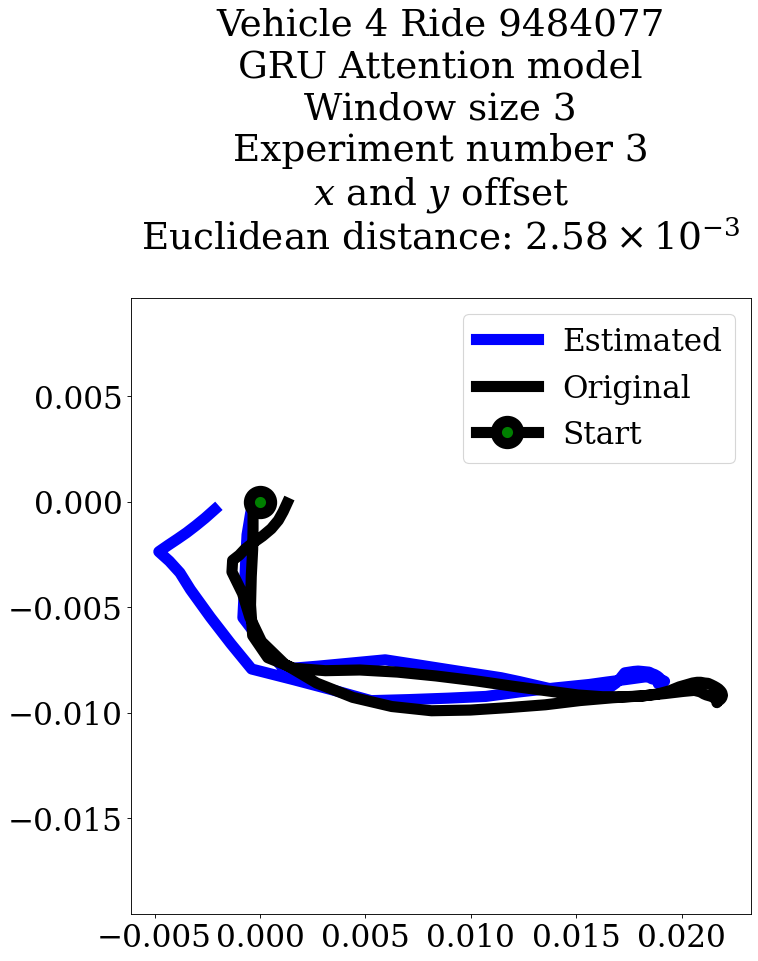 Vehicle 4 Ride 9484077
GRU Attention model
Window size 3
Experiment number 3
x and y offset
Euclidean distance: 2.58 × 10⁻³
Estimated
Original
Start
0.005
0.000
−0.005
−0.010
−0.015
−0.005 0.000 0.005 0.010 0.015 0.020